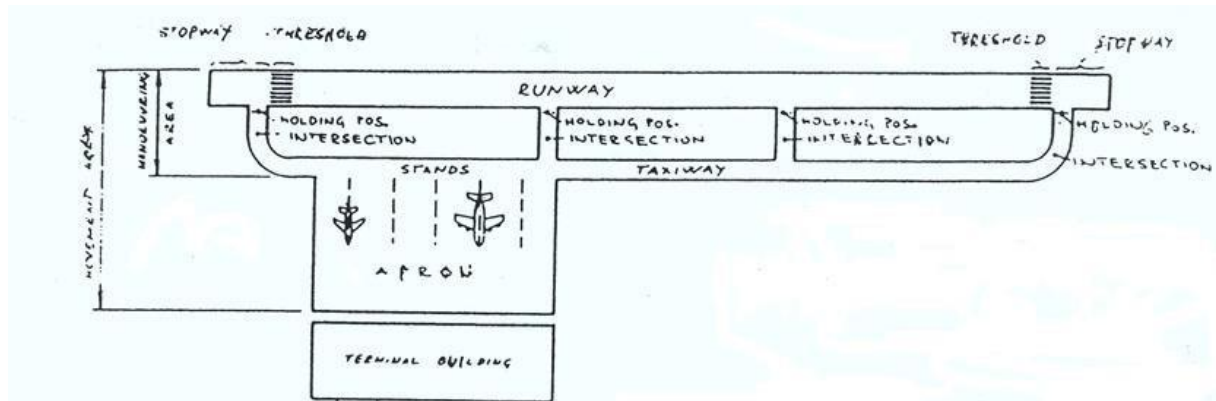 STOPWAY THRESHOLD
THRESHOLD STOPWAY
RUNWAY
HOLDING POS.
INTERSECTION
HOLDING POS.
INTERSECTION
HOLDING POS.
INTERSECTION
HOLDING POS.
INTERSECTION
MOVEMENT AREA
AREA
STANDS
TAXIWAY
APRON
TERMINAL BUILDING